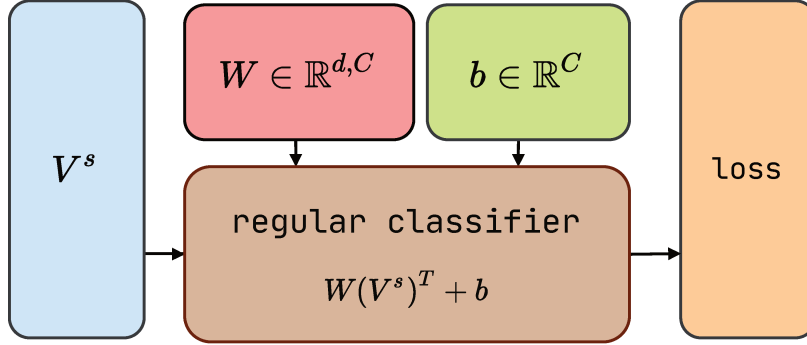 V^s
W ∈ ℝ^{d,C}
b ∈ ℝ^C
regular classifier
W(V^s)^T + b
loss